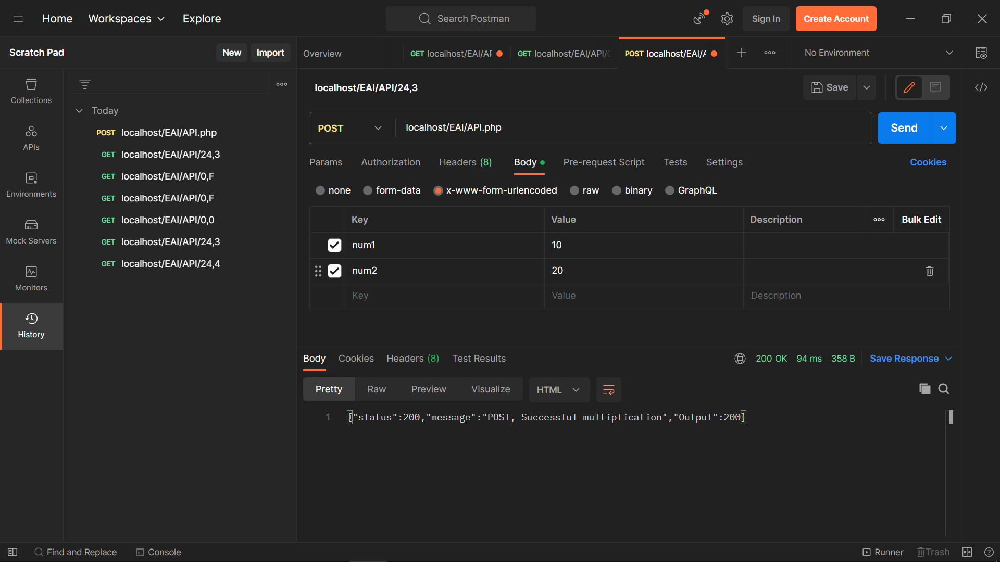 Home Workspaces Explore Search Postman Sign In Create Account
Scratch Pad New Import
Overview GET localhost/EAI/AF GET localhost/EAI/API/ POST localhost/EAI/A No Environment
Collections
APIs
Environments
Mock Servers
Monitors
History
Today
POST localhost/EAI/API.php
GET localhost/EAI/API/24,3
GET localhost/EAI/API/0,F
GET localhost/EAI/API/0,F
GET localhost/EAI/API/0,0
GET localhost/EAI/API/24,3
GET localhost/EAI/API/24,4
localhost/EAI/API/24,3 Save
POST localhost/EAI/API.php Send
Params Authorization Headers (8) Body Pre-request Script Tests Settings Cookies
none form-data x-www-form-urlencoded raw binary GraphQL
Key Value Description Bulk Edit
num1 10
num2 20
Key Value Description
Body Cookies Headers (8) Test Results 200 OK 94 ms 358 B Save Response
Pretty Raw Preview Visualize HTML
1 {"status":200,"message":"POST, Successful multiplication","Output":200}
Find and Replace Console Runner Trash